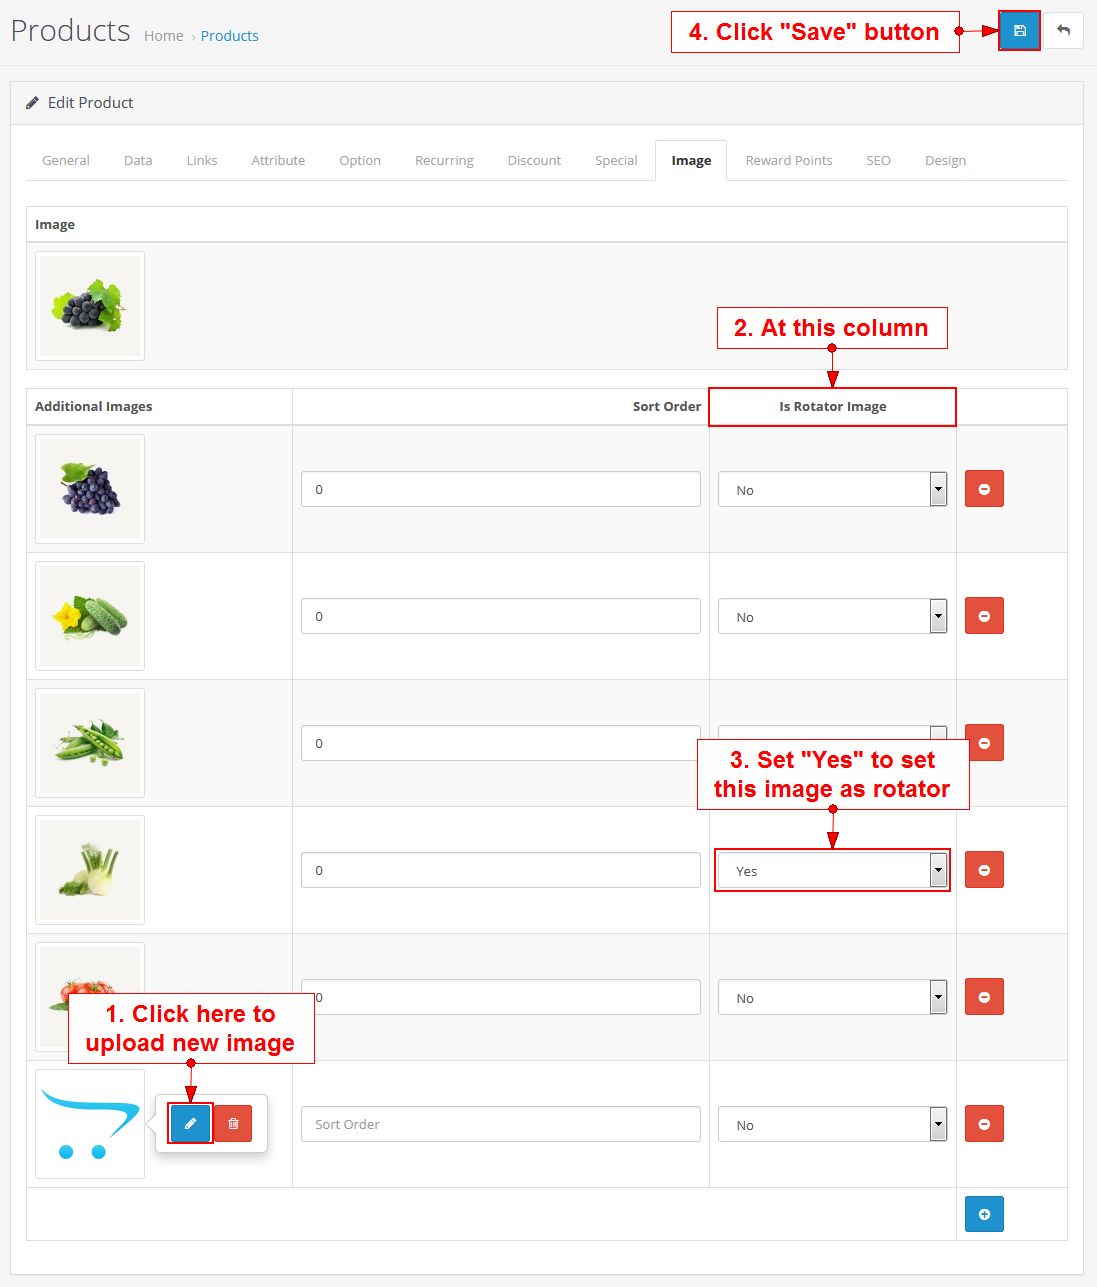 Products Home › Products
4. Click "Save" button
Edit Product
General Data Links Attribute Option Recurring Discount Special Image Reward Points SEO Design
Image
2. At this column
Additional Images Sort Order Is Rotator Image
0 No
0 No
0
3. Set "Yes" to set
this image as rotator
0 Yes
0 No
1. Click here to
upload new image
Sort Order No